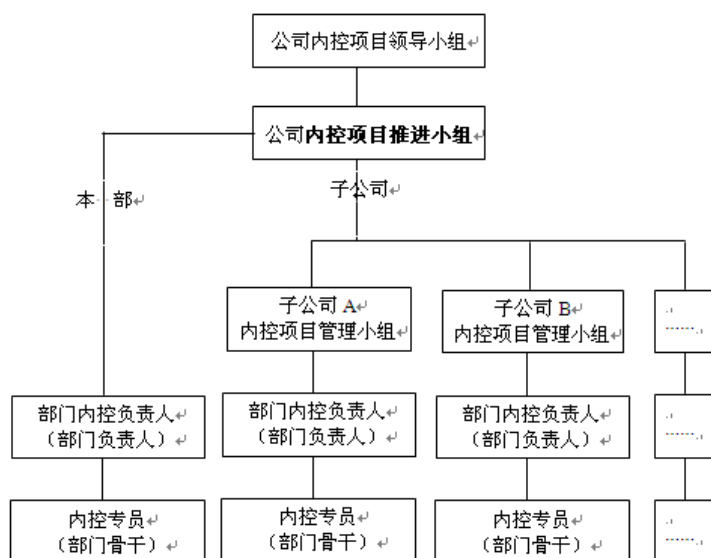 公司内控项目领导小组
公司内控项目推进小组
本 部
子公司
子公司 A
内控项目管理小组
子公司 B
内控项目管理小组
......
部门内控负责人
（部门负责人）
部门内控负责人
（部门负责人）
部门内控负责人
（部门负责人）
......
内控专员
（部门骨干）
内控专员
（部门骨干）
内控专员
（部门骨干）
......